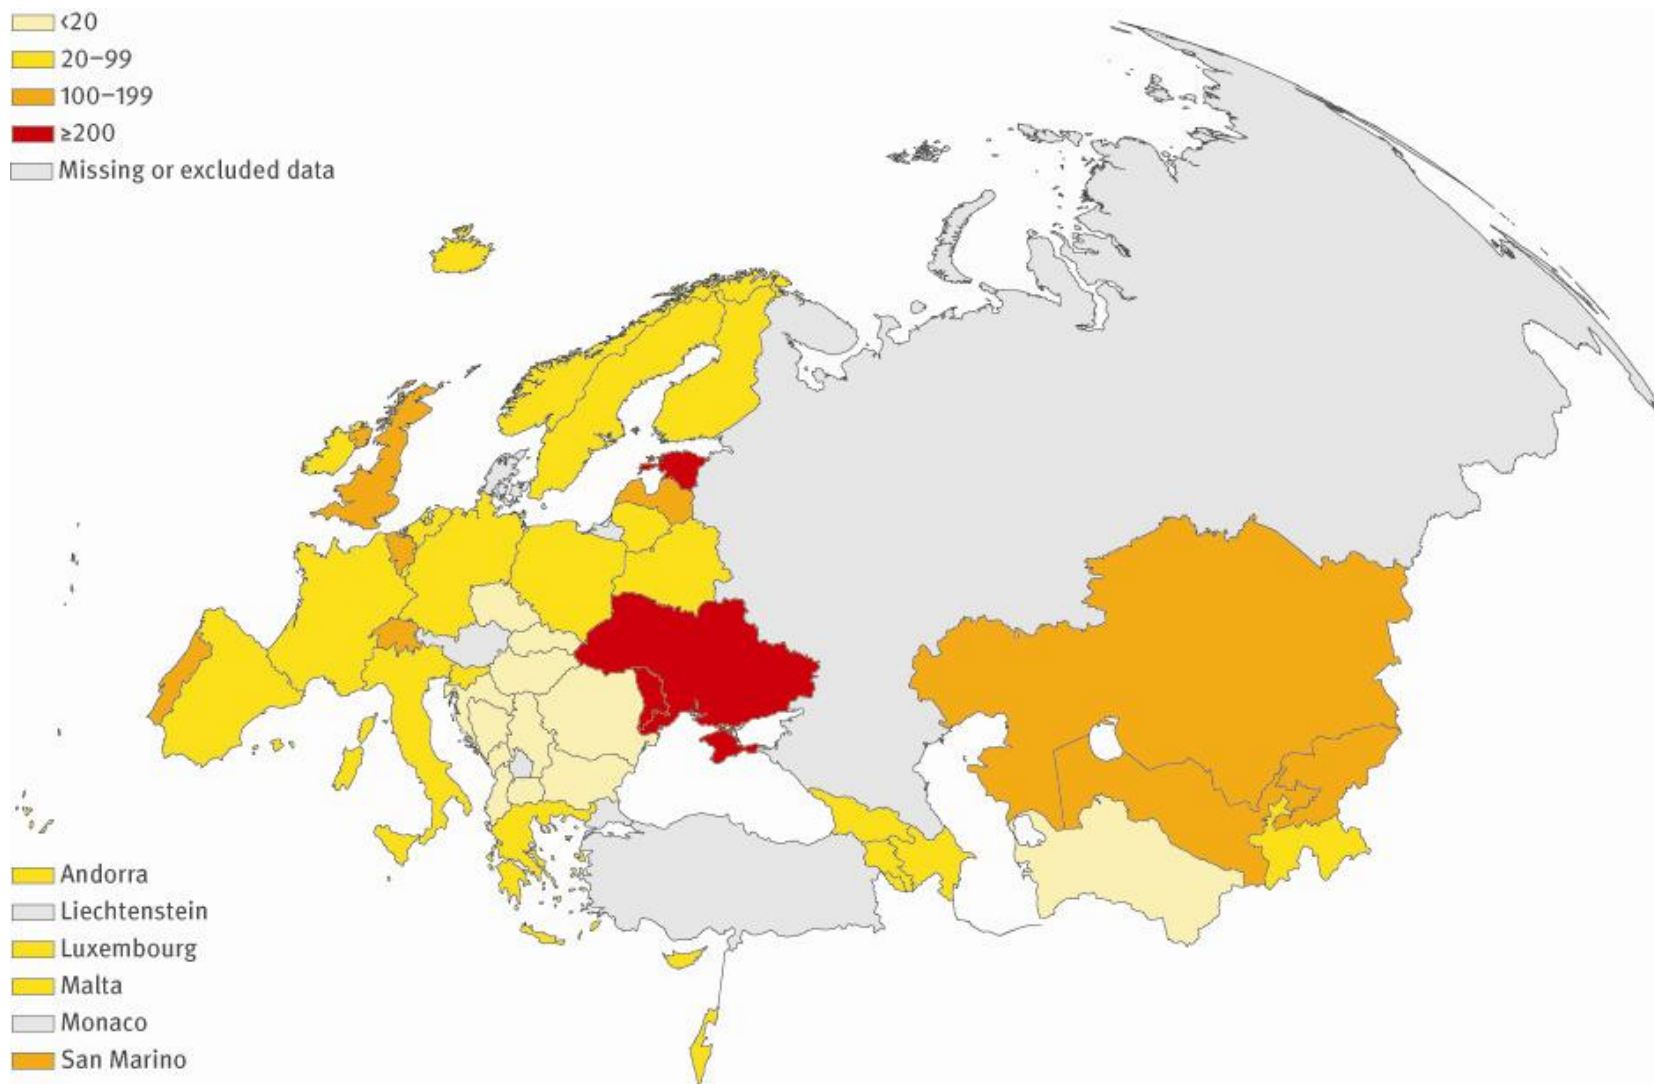 <20
20–99
100–199
≥200
Missing or excluded data
Andorra
Liechtenstein
Luxembourg
Malta
Monaco
San Marino